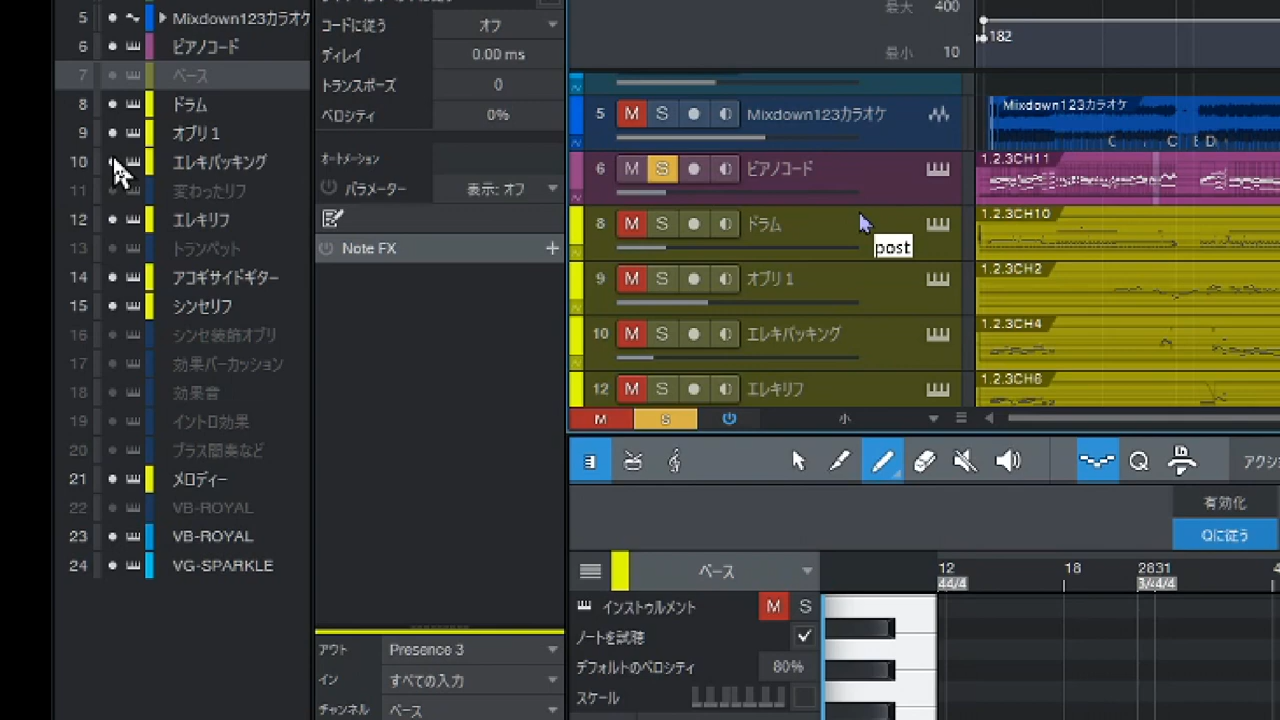 5 Mixdown123カラオケ
6 ピアノコード
7 ベース
8 ドラム
9 オブリ1
10 エレキバッキング
11 変わったリフ
12 エレキリフ
13 トランペット
14 アコギサイドギター
15 シンセリフ
16 シンセ装飾オブリ
17 効果パーカッション
18 効果音
19 イントロ効果
20 ブラス間奏など
21 メロディー
22 VB-ROYAL
23 VB-ROYAL
24 VG-SPARKLE
コードに従う オフ
ディレイ 0.00 ms
トランスポーズ 0
ベロシティ 0%
オートメーション
パラメーター 表示: オフ
Note FX +
アウト Presence 3
イン すべての入力
チャンネル ベース
最大 400
最小 10
182
5 M S Mixdown123カラオケ
6 M S ピアノコード
8 M S ドラム
post
9 M S オブリ1
10 M S エレキバッキング
12 M S エレキリフ
M S 小
Mixdown123カラオケ
C C E D
1.2.3CH11
1.2.3CH10
1.2.3CH2
1.2.3CH4
1.2.3CH8
Q
アクシ
有効化
Qに従う
ベース
インストゥルメント M S
ノートを試聴
デフォルトのベロシティ 80%
スケール
12 18 2831 4
44/4 3/44/4